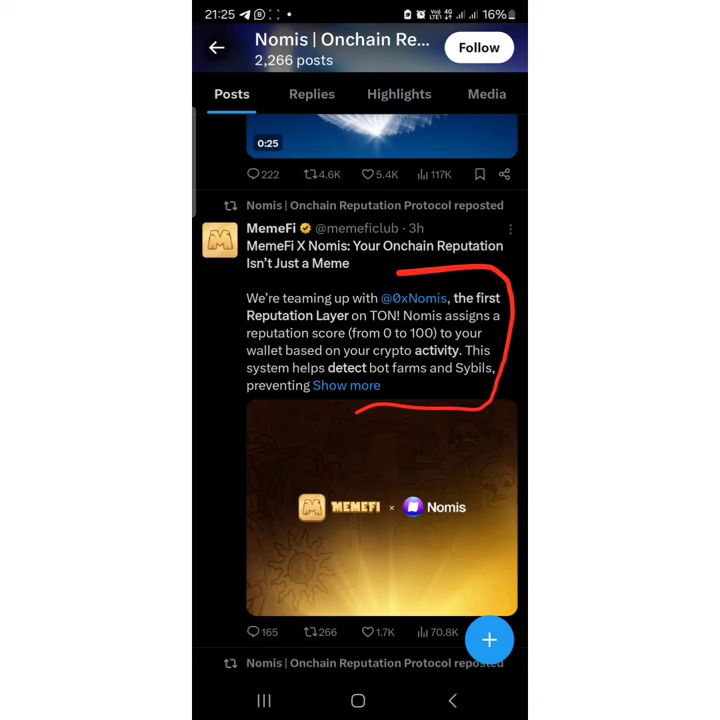 21:25 16%
Nomis | Onchain Re...
2,266 posts
Follow
Posts Replies Highlights Media
0:25
222 4.6K 5.4K 117K
Nomis | Onchain Reputation Protocol reposted
MemeFi @memeficlub · 3h
MemeFi X Nomis: Your Onchain Reputation
Isn't Just a Meme
We're teaming up with @0xNomis, the first
Reputation Layer on TON! Nomis assigns a
reputation score (from 0 to 100) to your
wallet based on your crypto activity. This
system helps detect bot farms and Sybils,
preventing Show more
MEMEFI × Nomis
165 266 1.7K 70.8K
Nomis | Onchain Reputation Protocol reposted